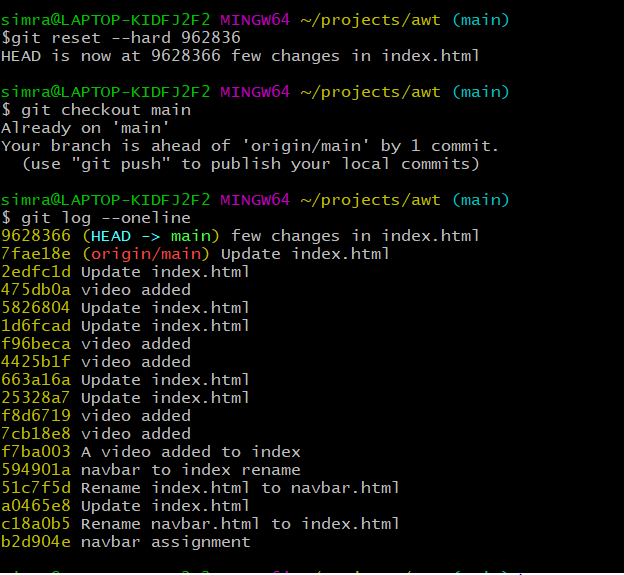 simra@LAPTOP-KIDFJ2F2 MINGW64 ~/projects/awt (main)
$git reset --hard 962836
HEAD is now at 9628366 few changes in index.html
simra@LAPTOP-KIDFJ2F2 MINGW64 ~/projects/awt (main)
$ git checkout main
Already on 'main'
Your branch is ahead of 'origin/main' by 1 commit.
  (use "git push" to publish your local commits)
simra@LAPTOP-KIDFJ2F2 MINGW64 ~/projects/awt (main)
$ git log --oneline
9628366 (HEAD -> main) few changes in index.html
7fae18e (origin/main) Update index.html
2edfc1d Update index.html
475db0a video added
5826804 Update index.html
1d6fcad Update index.html
f96beca video added
4425b1f video added
663a16a Update index.html
25328a7 Update index.html
f8d6719 video added
7cb18e8 video added
f7ba003 A video added to index
594901a navbar to index rename
51c7f5d Rename index.html to navbar.html
a0465e8 Update index.html
c18a0b5 Rename navbar.html to index.html
b2d904e navbar assignment